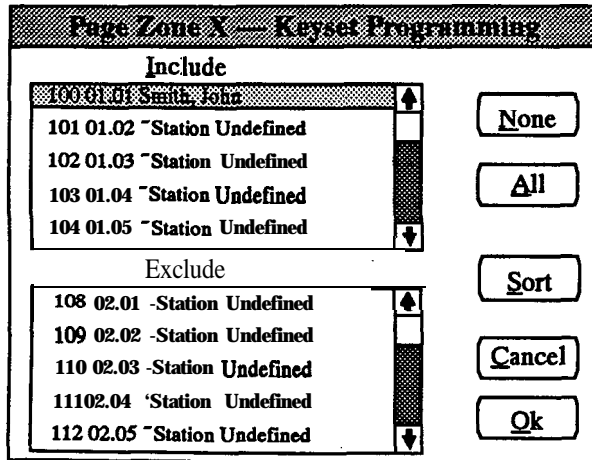 Page Zone X — Keyset Programming
Include
100 01.01 Smith, John
101 01.02 ~Station Undefined
102 01.03 ~Station Undefined
103 01.04 ~Station Undefined
104 01.05 ~Station Undefined
None
All
Exclude
108 02.01 -Station Undefined
109 02.02 -Station Undefined
110 02.03 -Station Undefined
11102.04 ‘Station Undefined
112 02.05 ~Station Undefined
Sort
Cancel
Ok